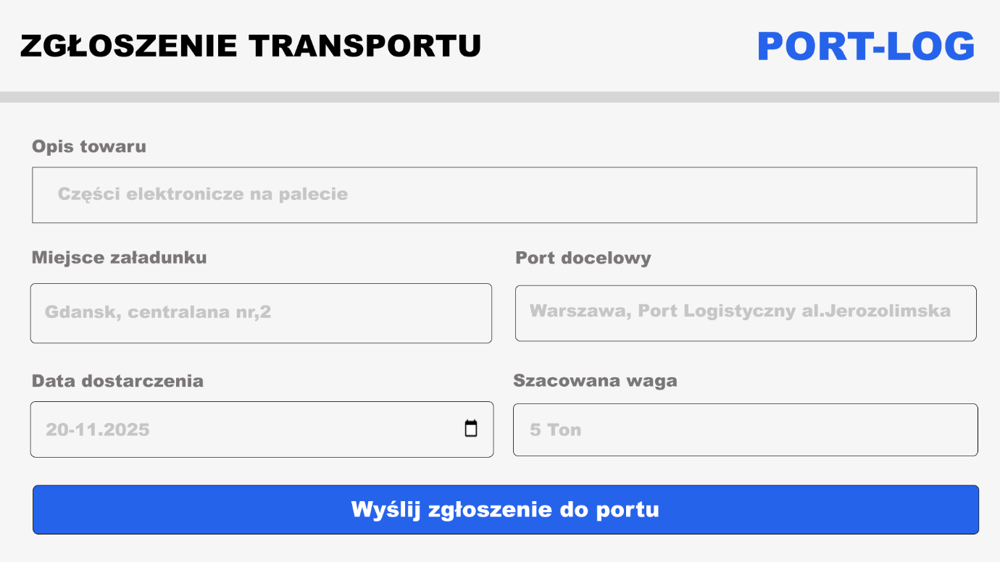 ZGŁOSZENIE TRANSPORTU
PORT-LOG
Opis towaru
Części elektronicze na palecie
Miejsce załadunku
Port docelowy
Gdansk, centralana nr,2
Warszawa, Port Logistyczny al.Jerozolimska
Data dostarczenia
Szacowana waga
20-11.2025
5 Ton
Wyślij zgłoszenie do portu